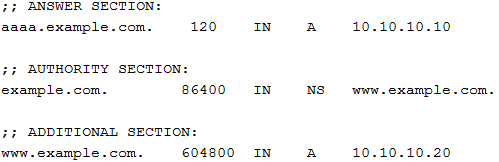 ;; ANSWER SECTION:
aaaa.example.com. 120 IN A 10.10.10.10
;; AUTHORITY SECTION:
example.com. 86400 IN NS www.example.com.
;; ADDITIONAL SECTION:
www.example.com. 604800 IN A 10.10.10.20